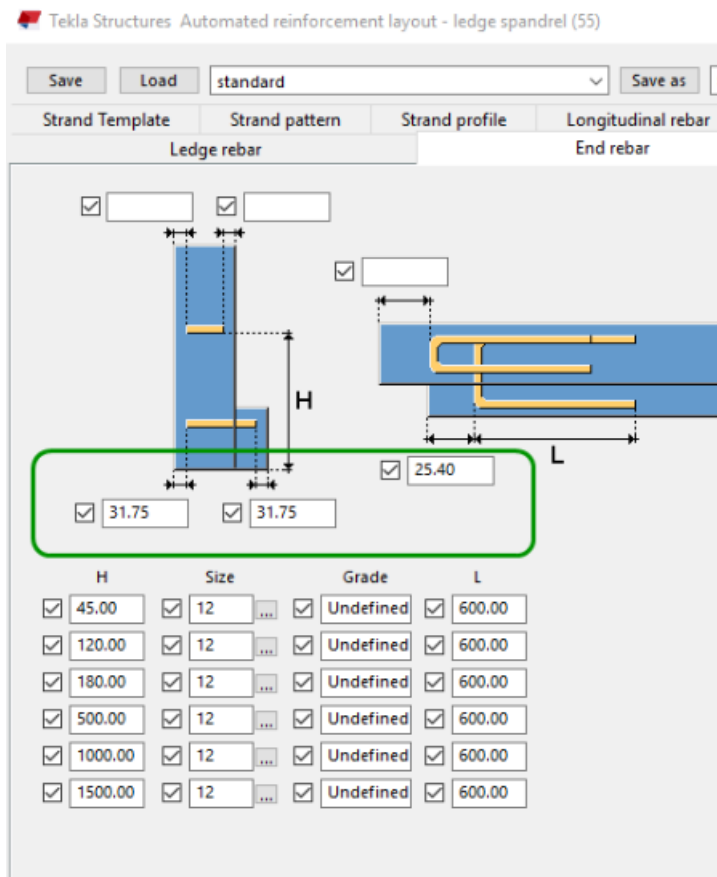 Tekla Structures Automated reinforcement layout - ledge spandrel (55)
Save Load standard Save as
Strand Template Strand pattern Strand profile Longitudinal rebar
Ledge rebar End rebar
H
L
25.40
31.75 31.75
H Size Grade L
45.00 12 ... Undefined 600.00
120.00 12 ... Undefined 600.00
180.00 12 ... Undefined 600.00
500.00 12 ... Undefined 600.00
1000.00 12 ... Undefined 600.00
1500.00 12 ... Undefined 600.00